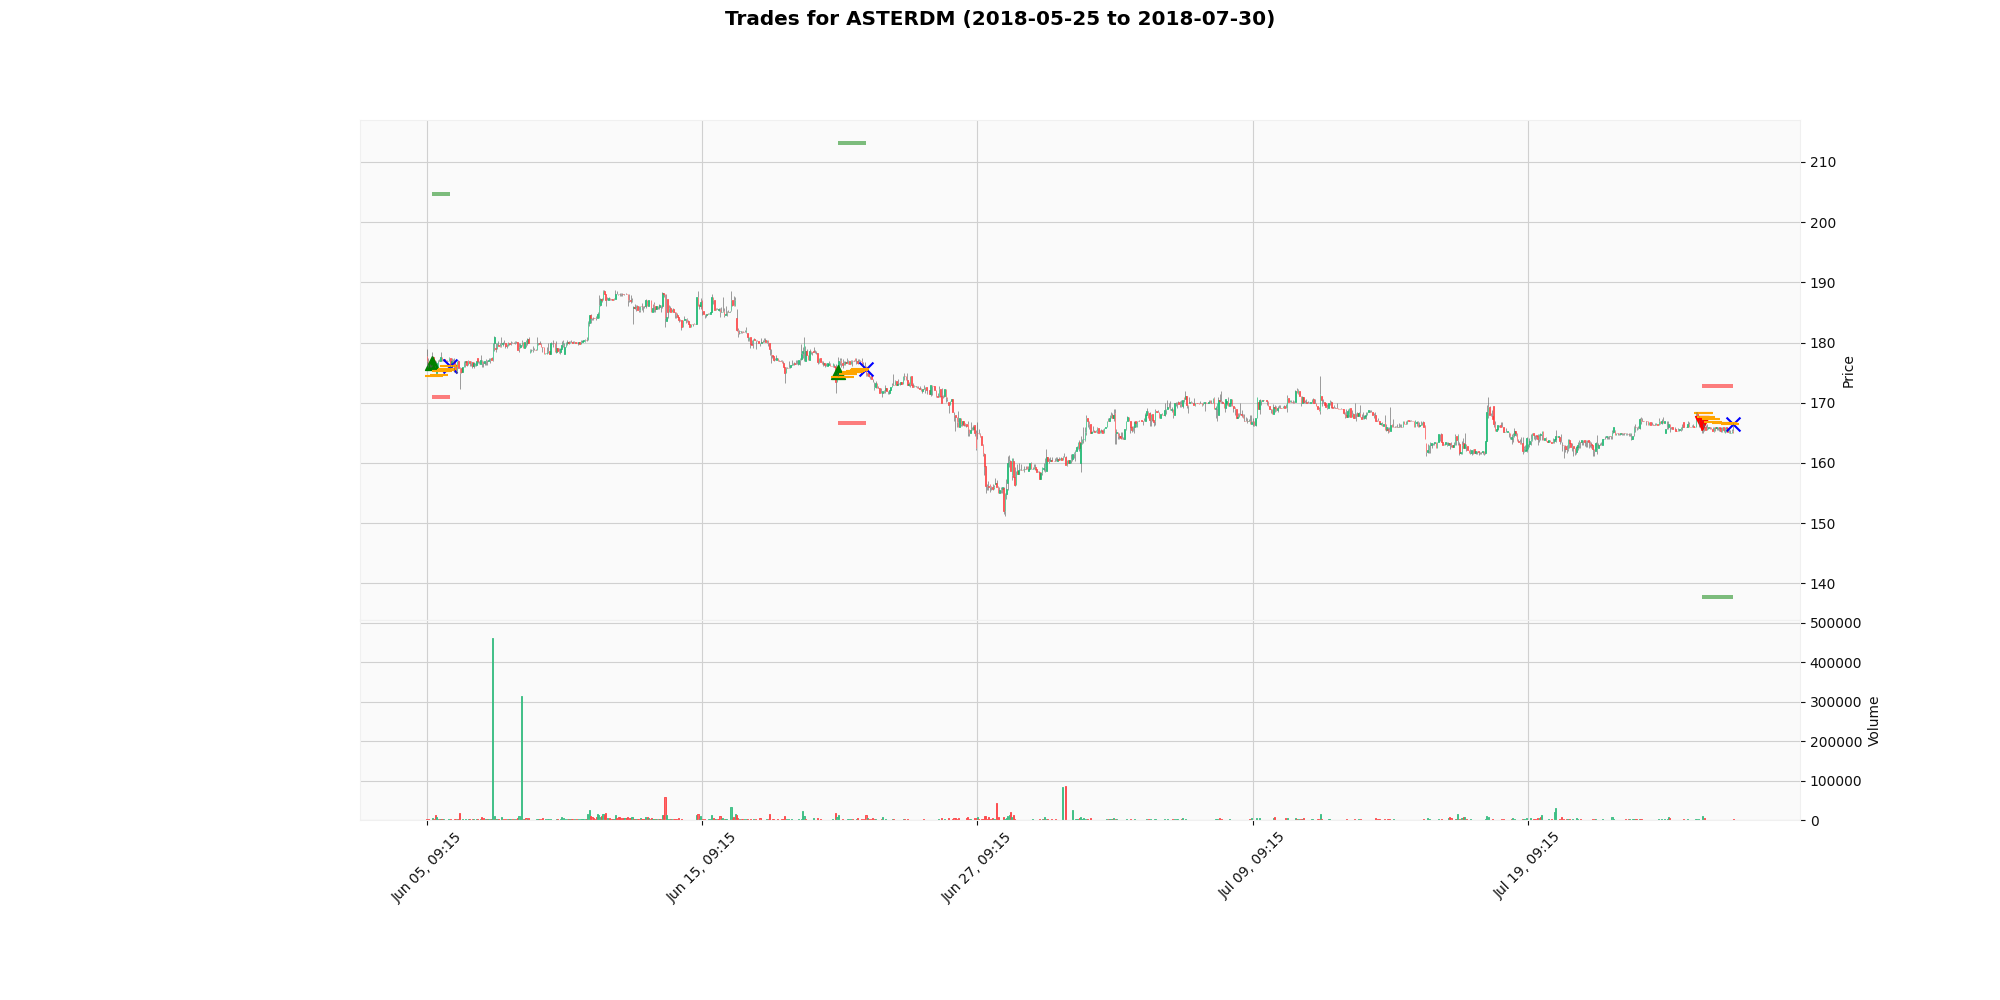 Trades for ASTERDM (2018-05-25 to 2018-07-30)
210
200
190
180
170
160
150
140
Price
500000
400000
300000
200000
100000
0
Volume
Jun 05, 09:15
Jun 15, 09:15
Jun 27, 09:15
Jul 09, 09:15
Jul 19, 09:15